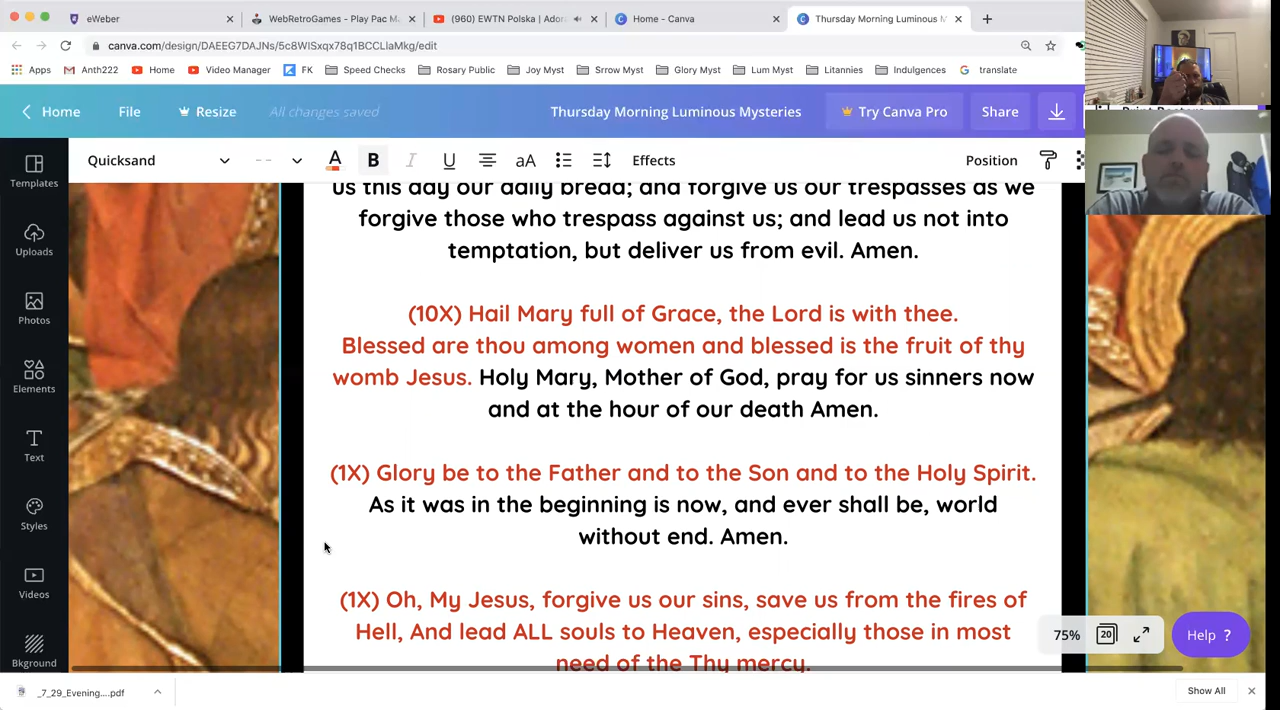 eWeber
WebRetroGames - Play Pac M
(960) EWTN Polska | Ador
Home - Canva
Thursday Morning Luminous M
canva.com/design/DAEEG7DAJNs/5c8WISxqx78q1BCCLlaMkg/edit
Apps
Anth222
Home
Video Manager
FK
Speed Checks
Rosary Public
Joy Myst
Srrow Myst
Glory Myst
Lum Myst
Litannies
Indulgences
translate
Home
File
Resize
All changes saved
Thursday Morning Luminous Mysteries
Try Canva Pro
Share
Quicksand
-- 
A
B
I
U
aA
Effects
Position
Templates
Uploads
Photos
Elements
Text
Styles
Videos
Bkground
us this day our daily bread; and forgive us our trespasses as we
forgive those who trespass against us; and lead us not into
temptation, but deliver us from evil. Amen.
(10X) Hail Mary full of Grace, the Lord is with thee.
Blessed are thou among women and blessed is the fruit of thy
womb Jesus. Holy Mary, Mother of God, pray for us sinners now
and at the hour of our death Amen.
(1X) Glory be to the Father and to the Son and to the Holy Spirit.
As it was in the beginning is now, and ever shall be, world
without end. Amen.
(1X) Oh, My Jesus, forgive us our sins, save us from the fires of
Hell, And lead ALL souls to Heaven, especially those in most
need of the Thy mercy.
75%
20
Help ?
_7_29_Evening....pdf
Show All